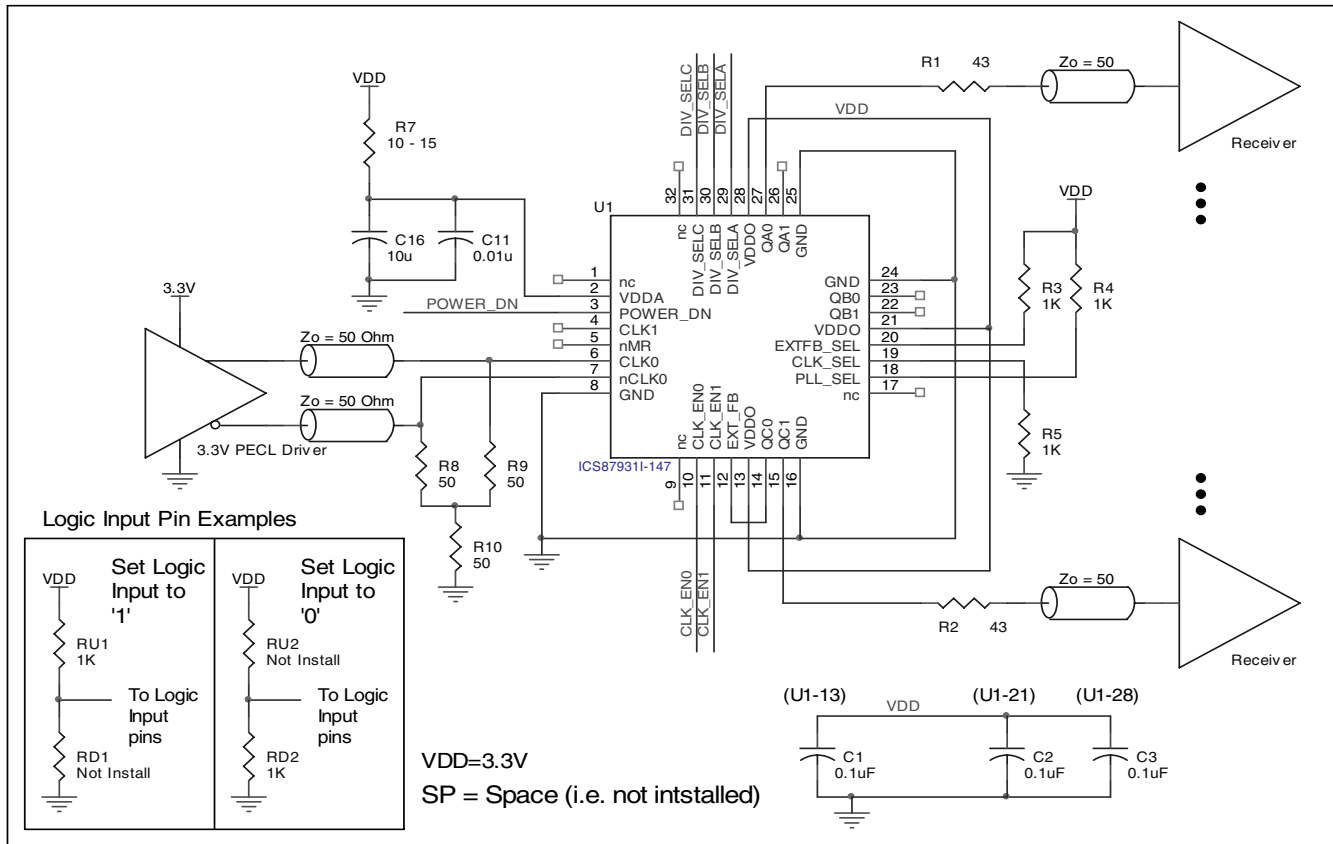 VDD
R7
10 - 15
C16
10u
C11
0.01u
POWER_DN
3.3V
Zo = 50 Ohm
Zo = 50 Ohm
3.3V PECL Driver
R8
50
R9
50
R10
50
DIV_SELC
DIV_SELB
DIV_SELA
VDD
R1 43
Zo = 50
Receiver
U1
32
31
30
29
28
27
26
25
nc
DIV_SELC
DIV_SELB
DIV_SELA
VDDO
QA0
QA1
GND
1 nc
2 VDDA
3 POWER_DN
4 CLK1
5 nMR
6 CLK0
7 nCLK0
8 GND
GND 24
QB0 23
QB1 22
VDDO 21
EXTFB_SEL 20
CLK_SEL 19
PLL_SEL 18
nc 17
nc
CLK_EN0
CLK_EN1
EXT_FB
VDDO
QC0
QC1
GND
9
10
11
12
13
14
15
16
ICS87931I-147
CLK_EN0
CLK_EN1
VDD
R3
1K
R4
1K
R5
1K
R2 43
Zo = 50
Receiver
Logic Input Pin Examples
VDD
Set Logic
Input to
'1'
RU1
1K
To Logic
Input
pins
RD1
Not Install
VDD
Set Logic
Input to
'0'
RU2
Not Install
To Logic
Input
pins
RD2
1K
VDD=3.3V
SP = Space (i.e. not intstalled)
(U1-13)
VDD
(U1-21)
(U1-28)
C1
0.1uF
C2
0.1uF
C3
0.1uF